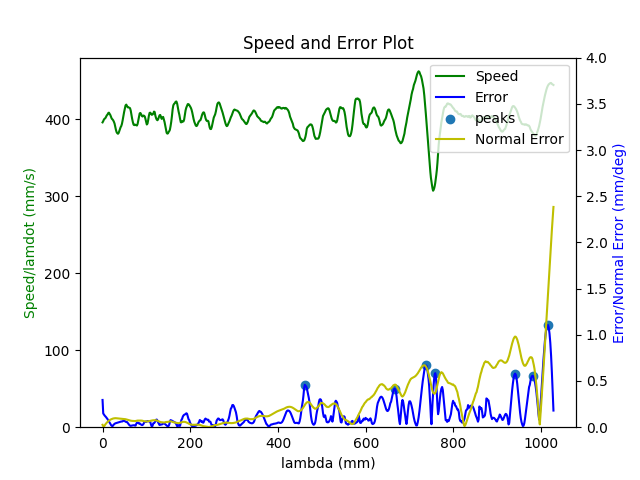 Speed and Error Plot
Speed
Error
peaks
Normal Error
Speed/lamdot (mm/s)
400
300
200
100
0
4.0
3.5
3.0
2.5
2.0
1.5
1.0
0.5
0.0
Error/Normal Error (mm/deg)
0 200 400 600 800 1000
lambda (mm)